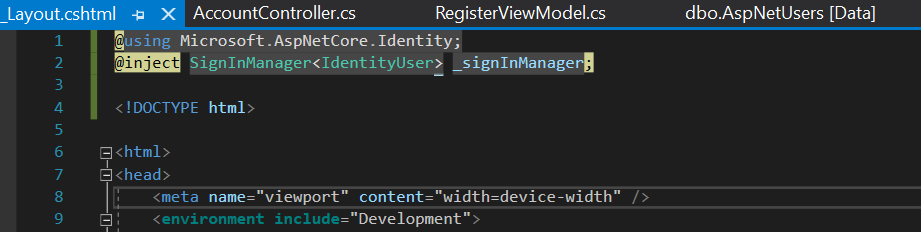 _Layout.cshtml AccountController.cs RegisterViewModel.cs dbo.AspNetUsers [Data]
1 @using Microsoft.AspNetCore.Identity;
2 @inject SignInManager<IdentityUser> _signInManager;
3
4 <!DOCTYPE html>
5
6 <html>
7 <head>
8 <meta name="viewport" content="width=device-width" />
9 <environment include="Development">